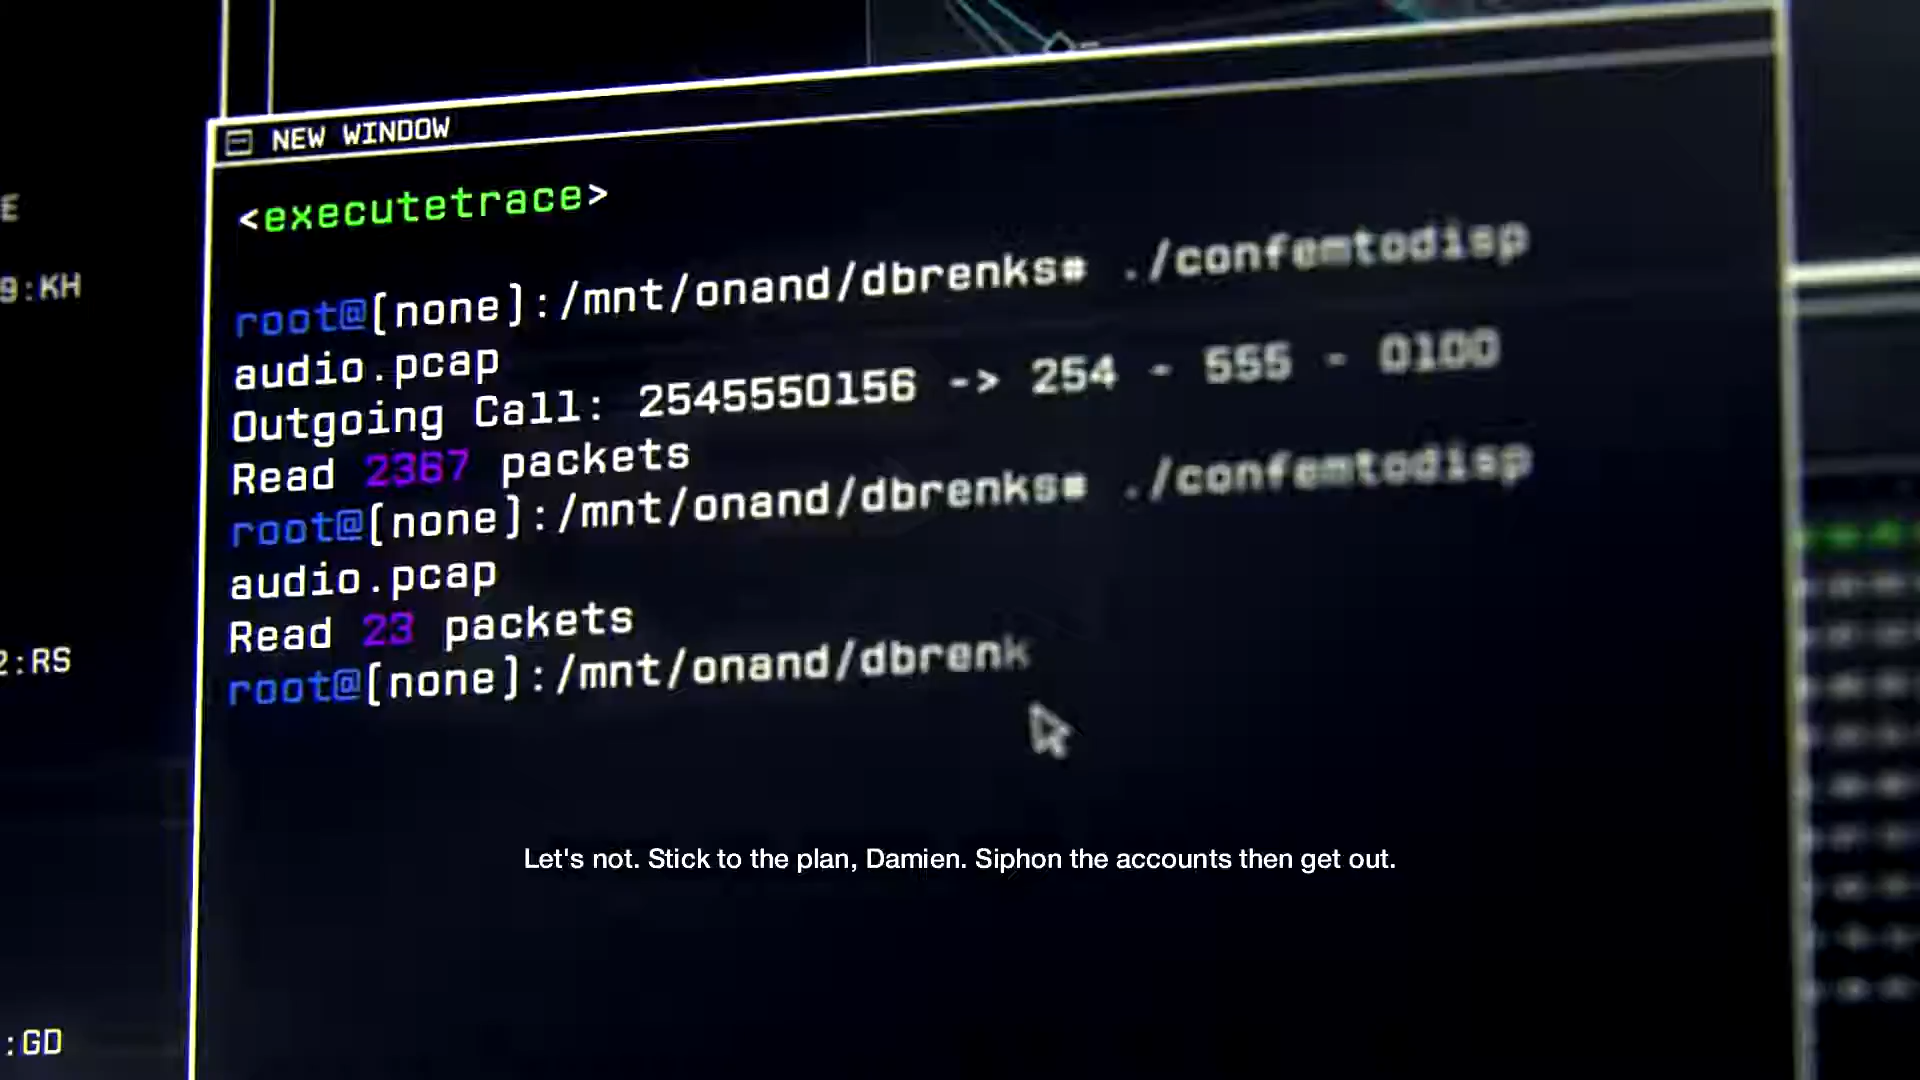 NEW WINDOW
<executetrace>
root@[none]:/mnt/onand/dbrenks# ./confemtodisp
audio.pcap
Outgoing Call: 2545550156 -> 254 - 555 - 0100
Read 2367 packets
root@[none]:/mnt/onand/dbrenks# ./confemtodisp
audio.pcap
Read 23 packets
root@[none]:/mnt/onand/dbrenk
E
9:KH
2:RS
:GD
Let's not. Stick to the plan, Damien. Siphon the accounts then get out.